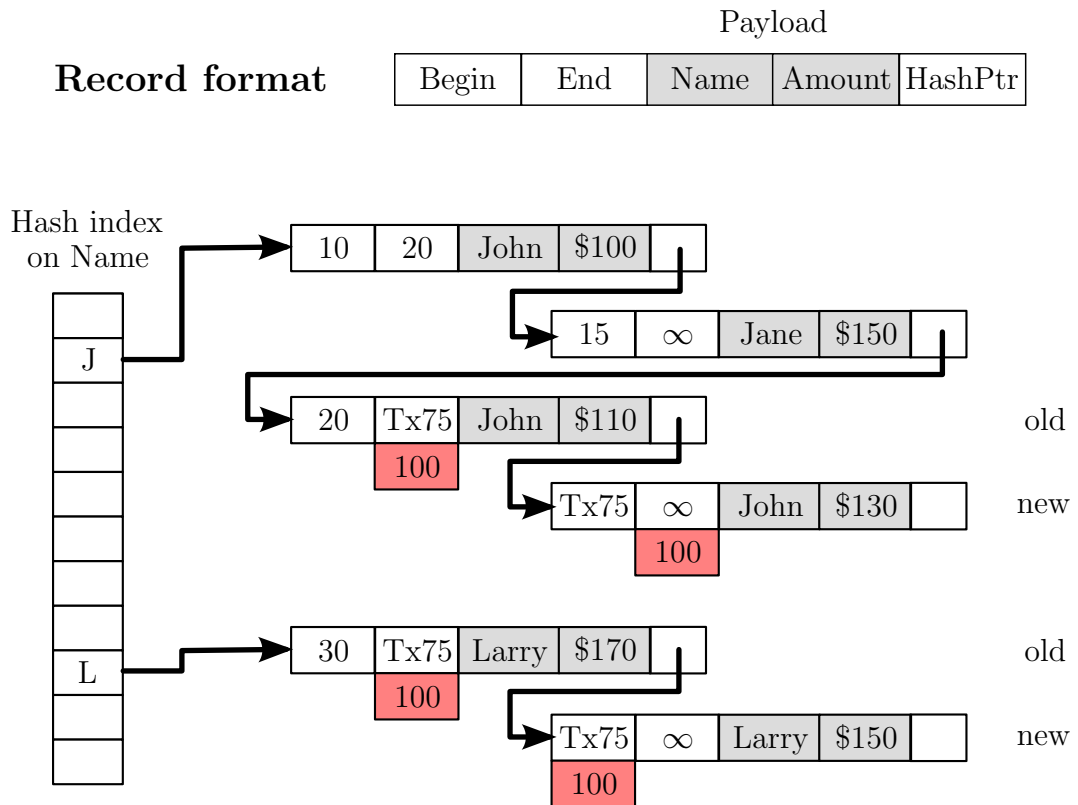 Payload
Record format Begin End Name Amount HashPtr
Hash index
on Name
10 20 John $100
15 ∞ Jane $150
J
20 Tx75 John $110 old
100
Tx75 ∞ John $130 new
100
30 Tx75 Larry $170 old
L
100
Tx75 ∞ Larry $150 new
100